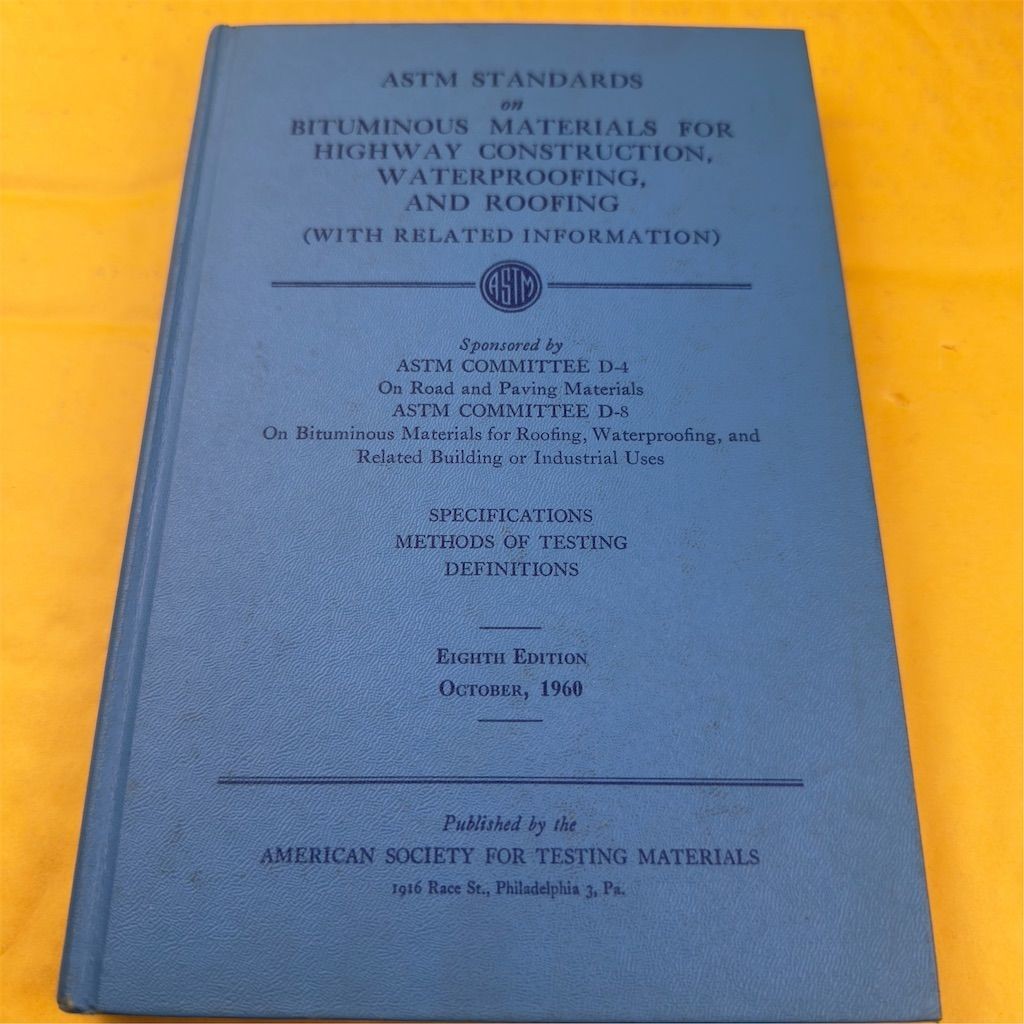 ASTM STANDARDS
on
BITUMINOUS MATERIALS FOR
HIGHWAY CONSTRUCTION,
WATERPROOFING,
AND ROOFING
(WITH RELATED INFORMATION)
ASTM
Sponsored by
ASTM COMMITTEE D-4
On Road and Paving Materials
ASTM COMMITTEE D-8
On Bituminous Materials for Roofing, Waterproofing, and
Related Building or Industrial Uses
SPECIFICATIONS
METHODS OF TESTING
DEFINITIONS
EIGHTH EDITION
OCTOBER, 1960
Published by the
AMERICAN SOCIETY FOR TESTING MATERIALS
1916 Race St., Philadelphia 3, Pa.